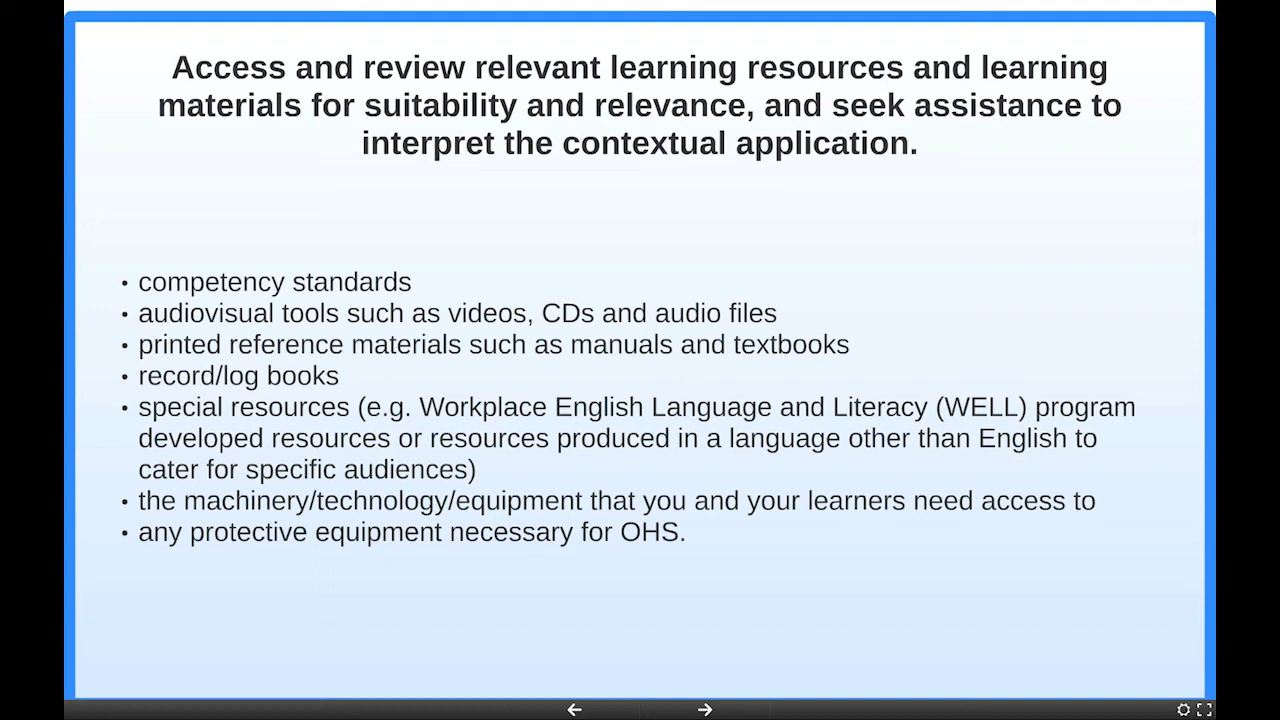 Access and review relevant learning resources and learning
materials for suitability and relevance, and seek assistance to
interpret the contextual application.
• competency standards
• audiovisual tools such as videos, CDs and audio files
• printed reference materials such as manuals and textbooks
• record/log books
• special resources (e.g. Workplace English Language and Literacy (WELL) program
developed resources or resources produced in a language other than English to
cater for specific audiences)
• the machinery/technology/equipment that you and your learners need access to
• any protective equipment necessary for OHS.